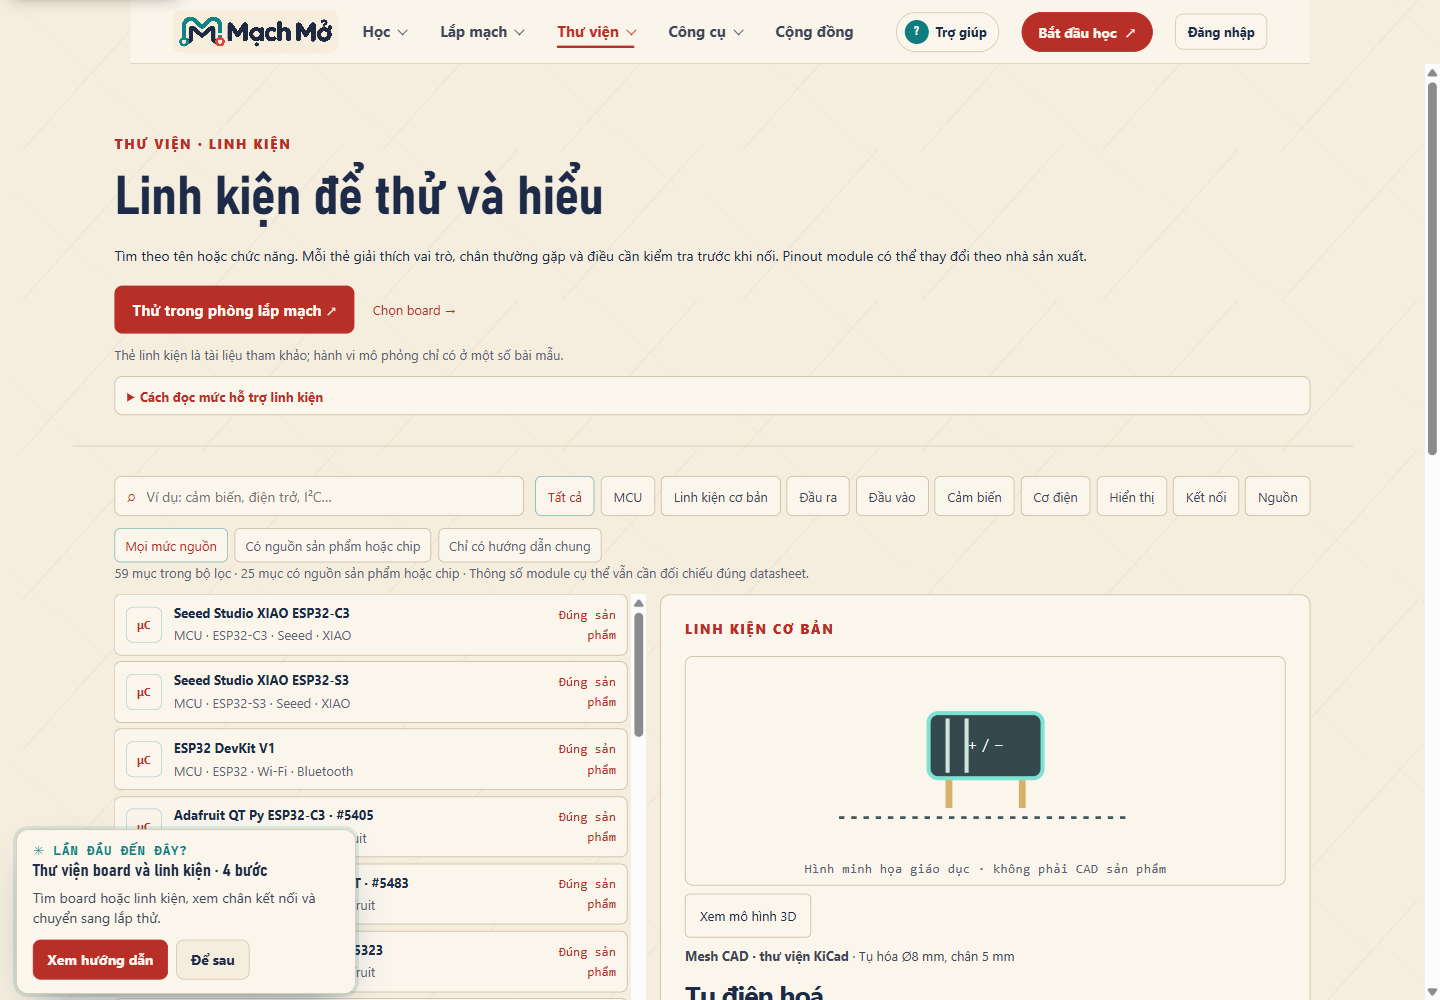 Mạch Mở
Học
Lắp mạch
Thư viện
Công cụ
Cộng đồng
? Trợ giúp
Bắt đầu học ↗
Đăng nhập
THƯ VIỆN · LINH KIỆN
Linh kiện để thử và hiểu
Tìm theo tên hoặc chức năng. Mỗi thẻ giải thích vai trò, chân thường gặp và điều cần kiểm tra trước khi nối. Pinout module có thể thay đổi theo nhà sản xuất.
Thử trong phòng lắp mạch ↗
Chọn board →
Thẻ linh kiện là tài liệu tham khảo; hành vi mô phỏng chỉ có ở một số bài mẫu.
▶ Cách đọc mức hỗ trợ linh kiện
Ví dụ: cảm biến, điện trở, I²C...
Tất cả
MCU
Linh kiện cơ bản
Đầu ra
Đầu vào
Cảm biến
Cơ điện
Hiển thị
Kết nối
Nguồn
Mọi mức nguồn
Có nguồn sản phẩm hoặc chip
Chỉ có hướng dẫn chung
59 mục trong bộ lọc · 25 mục có nguồn sản phẩm hoặc chip · Thông số module cụ thể vẫn cần đối chiếu đúng datasheet.
µC
Seeed Studio XIAO ESP32-C3
MCU · ESP32-C3 · Seeed · XIAO
Đúng sản
phẩm
µC
Seeed Studio XIAO ESP32-S3
MCU · ESP32-S3 · Seeed · XIAO
Đúng sản
phẩm
µC
ESP32 DevKit V1
MCU · ESP32 · Wi-Fi · Bluetooth
Đúng sản
phẩm
µC
Adafruit QT Py ESP32-C3 · #5405
uit
Đúng sản
phẩm
T · #5483
ruit
Đúng sản
phẩm
5323
ruit
Đúng sản
phẩm
✳ LẦN ĐẦU ĐẾN ĐÂY?
Thư viện board và linh kiện · 4 bước
Tìm board hoặc linh kiện, xem chân kết nối và
chuyển sang lắp thử.
Xem hướng dẫn
Để sau
LINH KIỆN CƠ BẢN
+ / −
Hình minh họa giáo dục · không phải CAD sản phẩm
Xem mô hình 3D
Mesh CAD · thư viện KiCad · Tụ hóa Ø8 mm, chân 5 mm
Tụ điện hoá